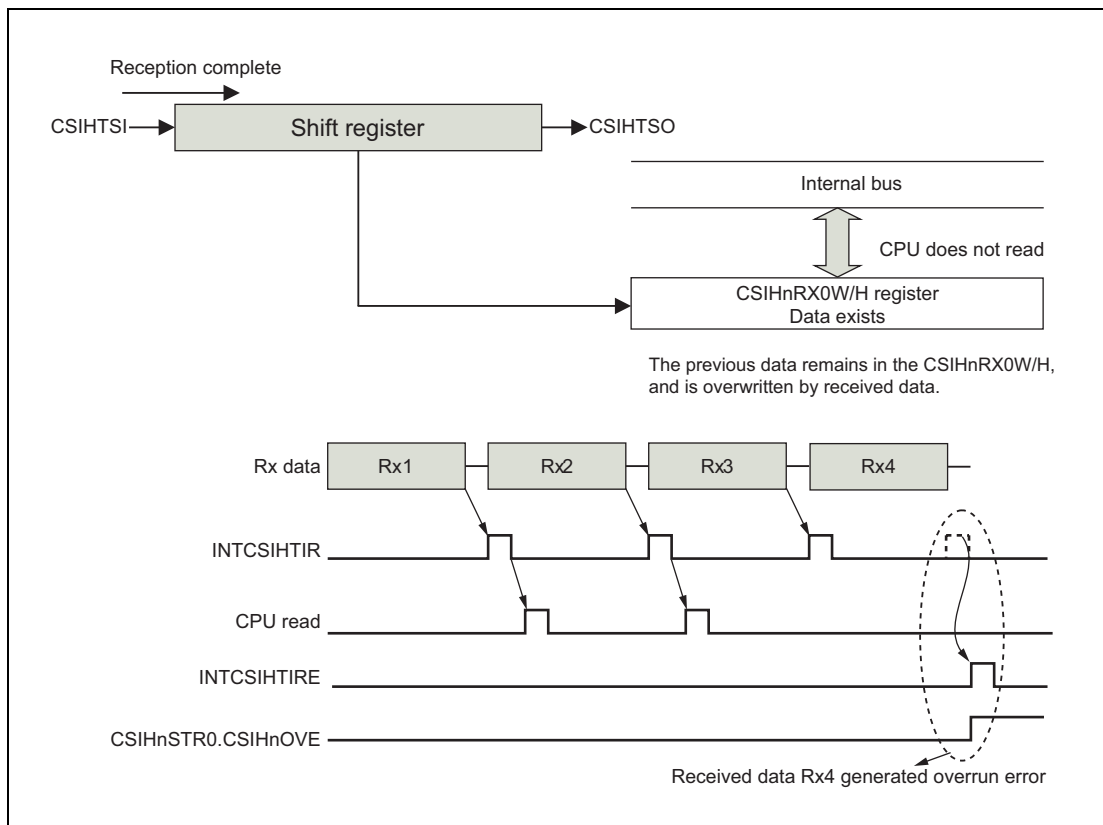 Reception complete
CSIHTSI
Shift register
CSIHTSO
Internal bus
CPU does not read
CSIHnRX0W/H register
Data exists
The previous data remains in the CSIHnRX0W/H,
and is overwritten by received data.
Rx data
Rx1
Rx2
Rx3
Rx4
INTCSIHTIR
CPU read
INTCSIHTIRE
CSIHnSTR0.CSIHnOVE
Received data Rx4 generated overrun error